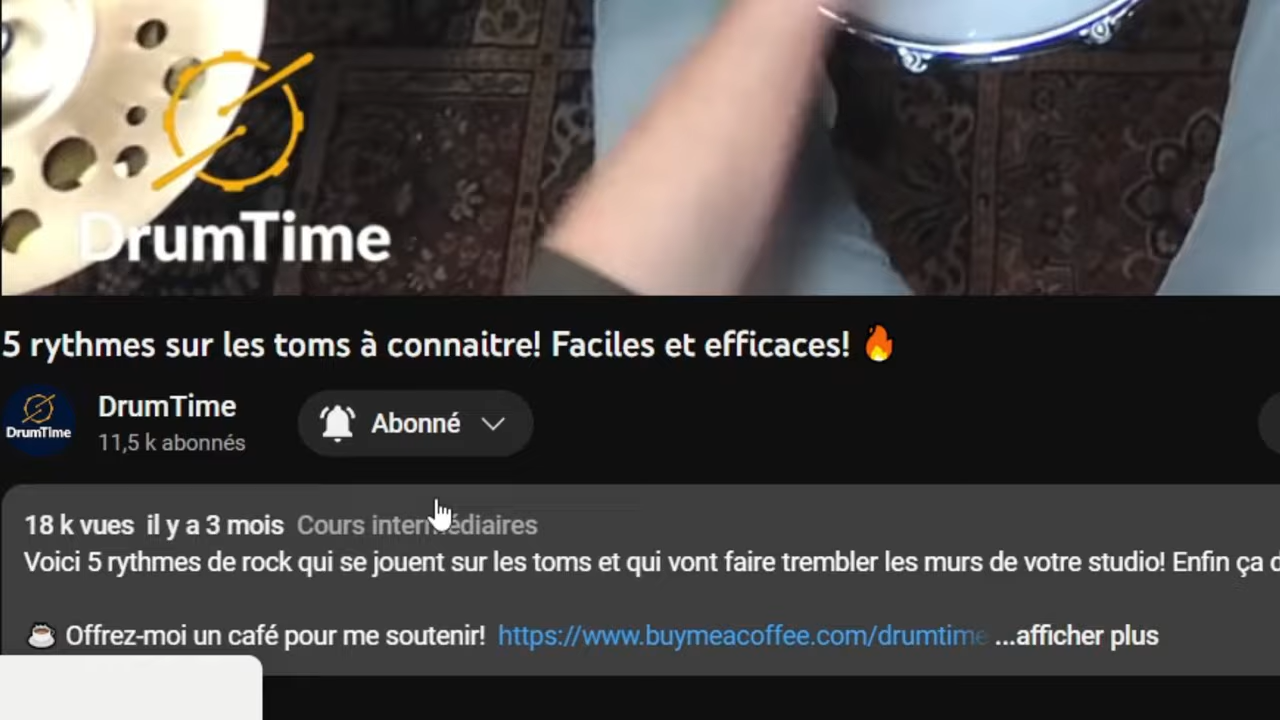 DrumTime
5 rythmes sur les toms à connaitre! Faciles et efficaces! 🔥
DrumTime
DrumTime
11,5 k abonnés
Abonné
18 k vues il y a 3 mois Cours intermédiaires
Voici 5 rythmes de rock qui se jouent sur les toms et qui vont faire trembler les murs de votre studio! Enfin ça
☕ Offrez-moi un café pour me soutenir! https://www.buymeacoffee.com/drumtime ...afficher plus